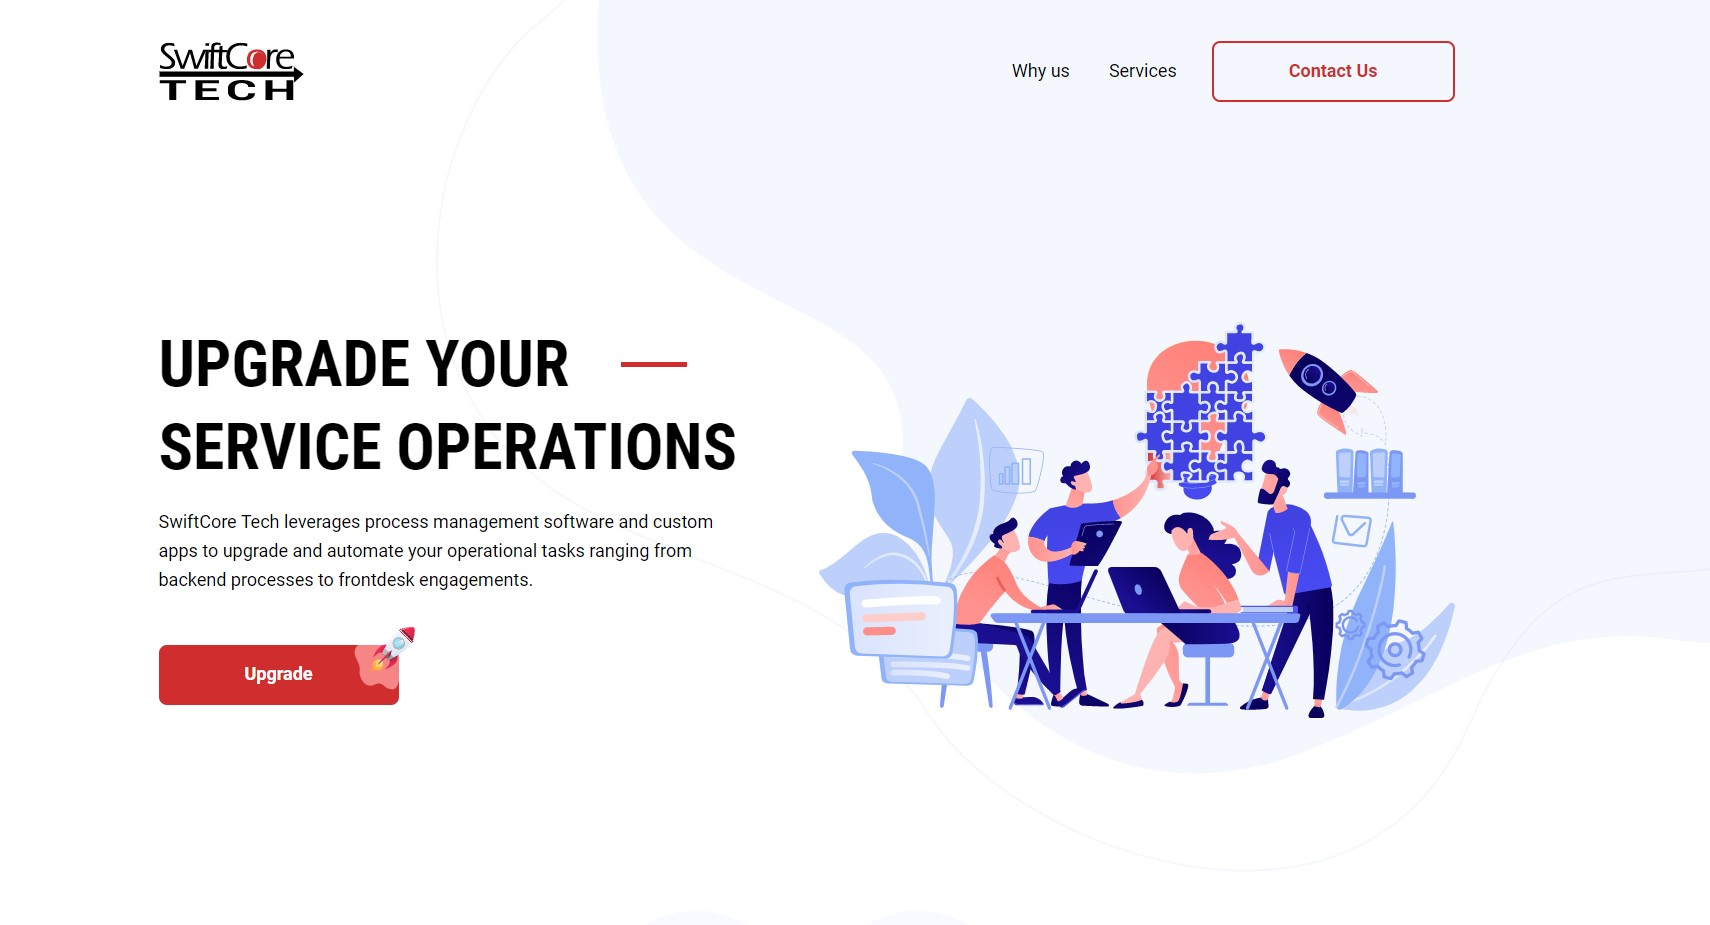 SwiftCore
TECH
Why us
Services
Contact Us
UPGRADE YOUR
SERVICE OPERATIONS
SwiftCore Tech leverages process management software and custom
apps to upgrade and automate your operational tasks ranging from
backend processes to frontdesk engagements.
Upgrade